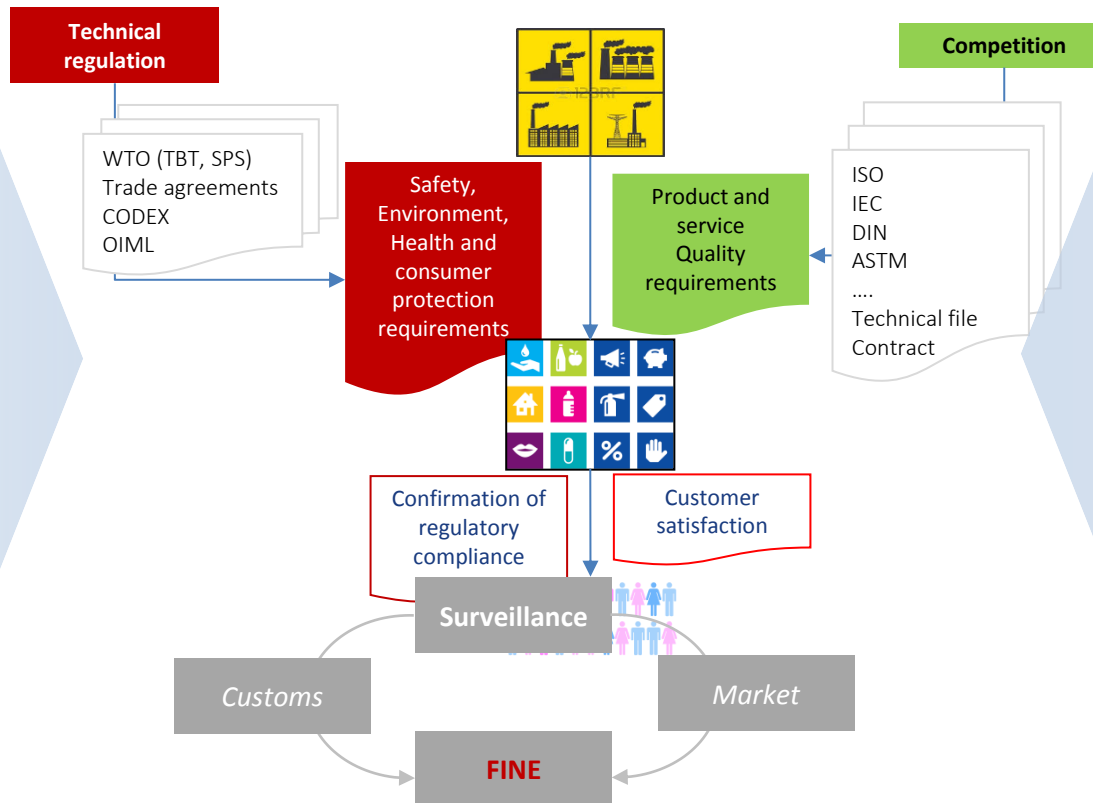 Technical
regulation
Competition
123RF
WTO (TBT, SPS)
Trade agreements
CODEX
OIML
Safety,
Environment,
Health and
consumer
protection
requirements
Product and
service
Quality
requirements
ISO
IEC
DIN
ASTM
....
Technical file
Contract
%
Confirmation of
regulatory
compliance
Customer
satisfaction
Surveillance
Customs
Market
FINE